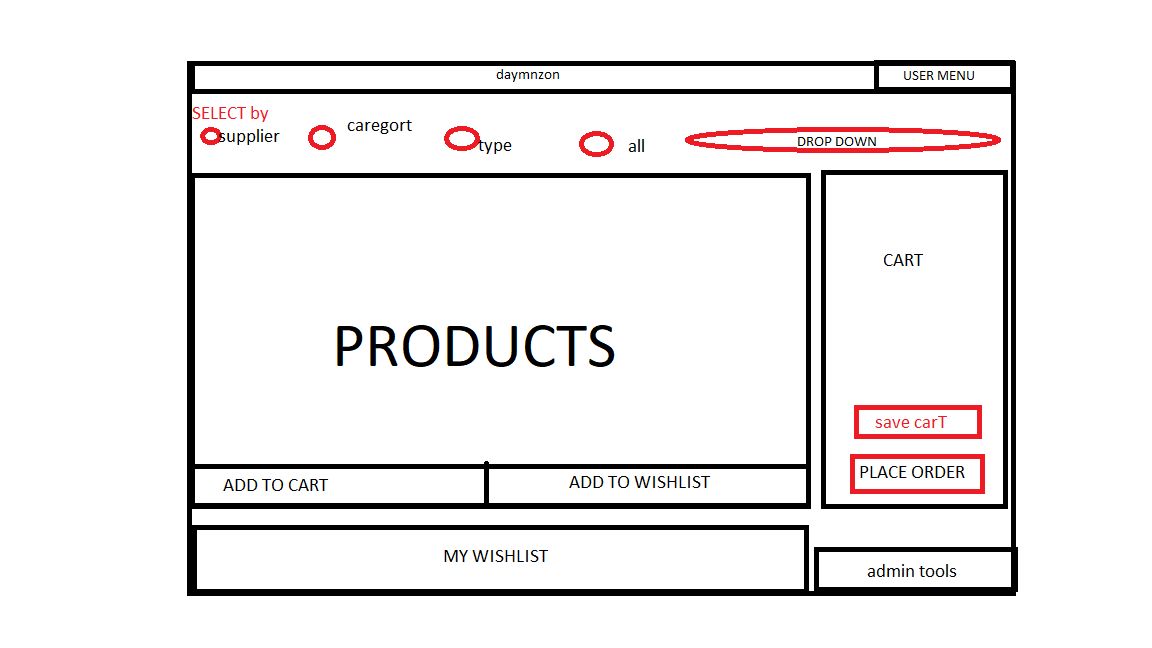 daymnzon
USER MENU
SELECT by
supplier
caregort
type
all
DROP DOWN
PRODUCTS
CART
save carT
PLACE ORDER
ADD TO CART
ADD TO WISHLIST
MY WISHLIST
admin tools